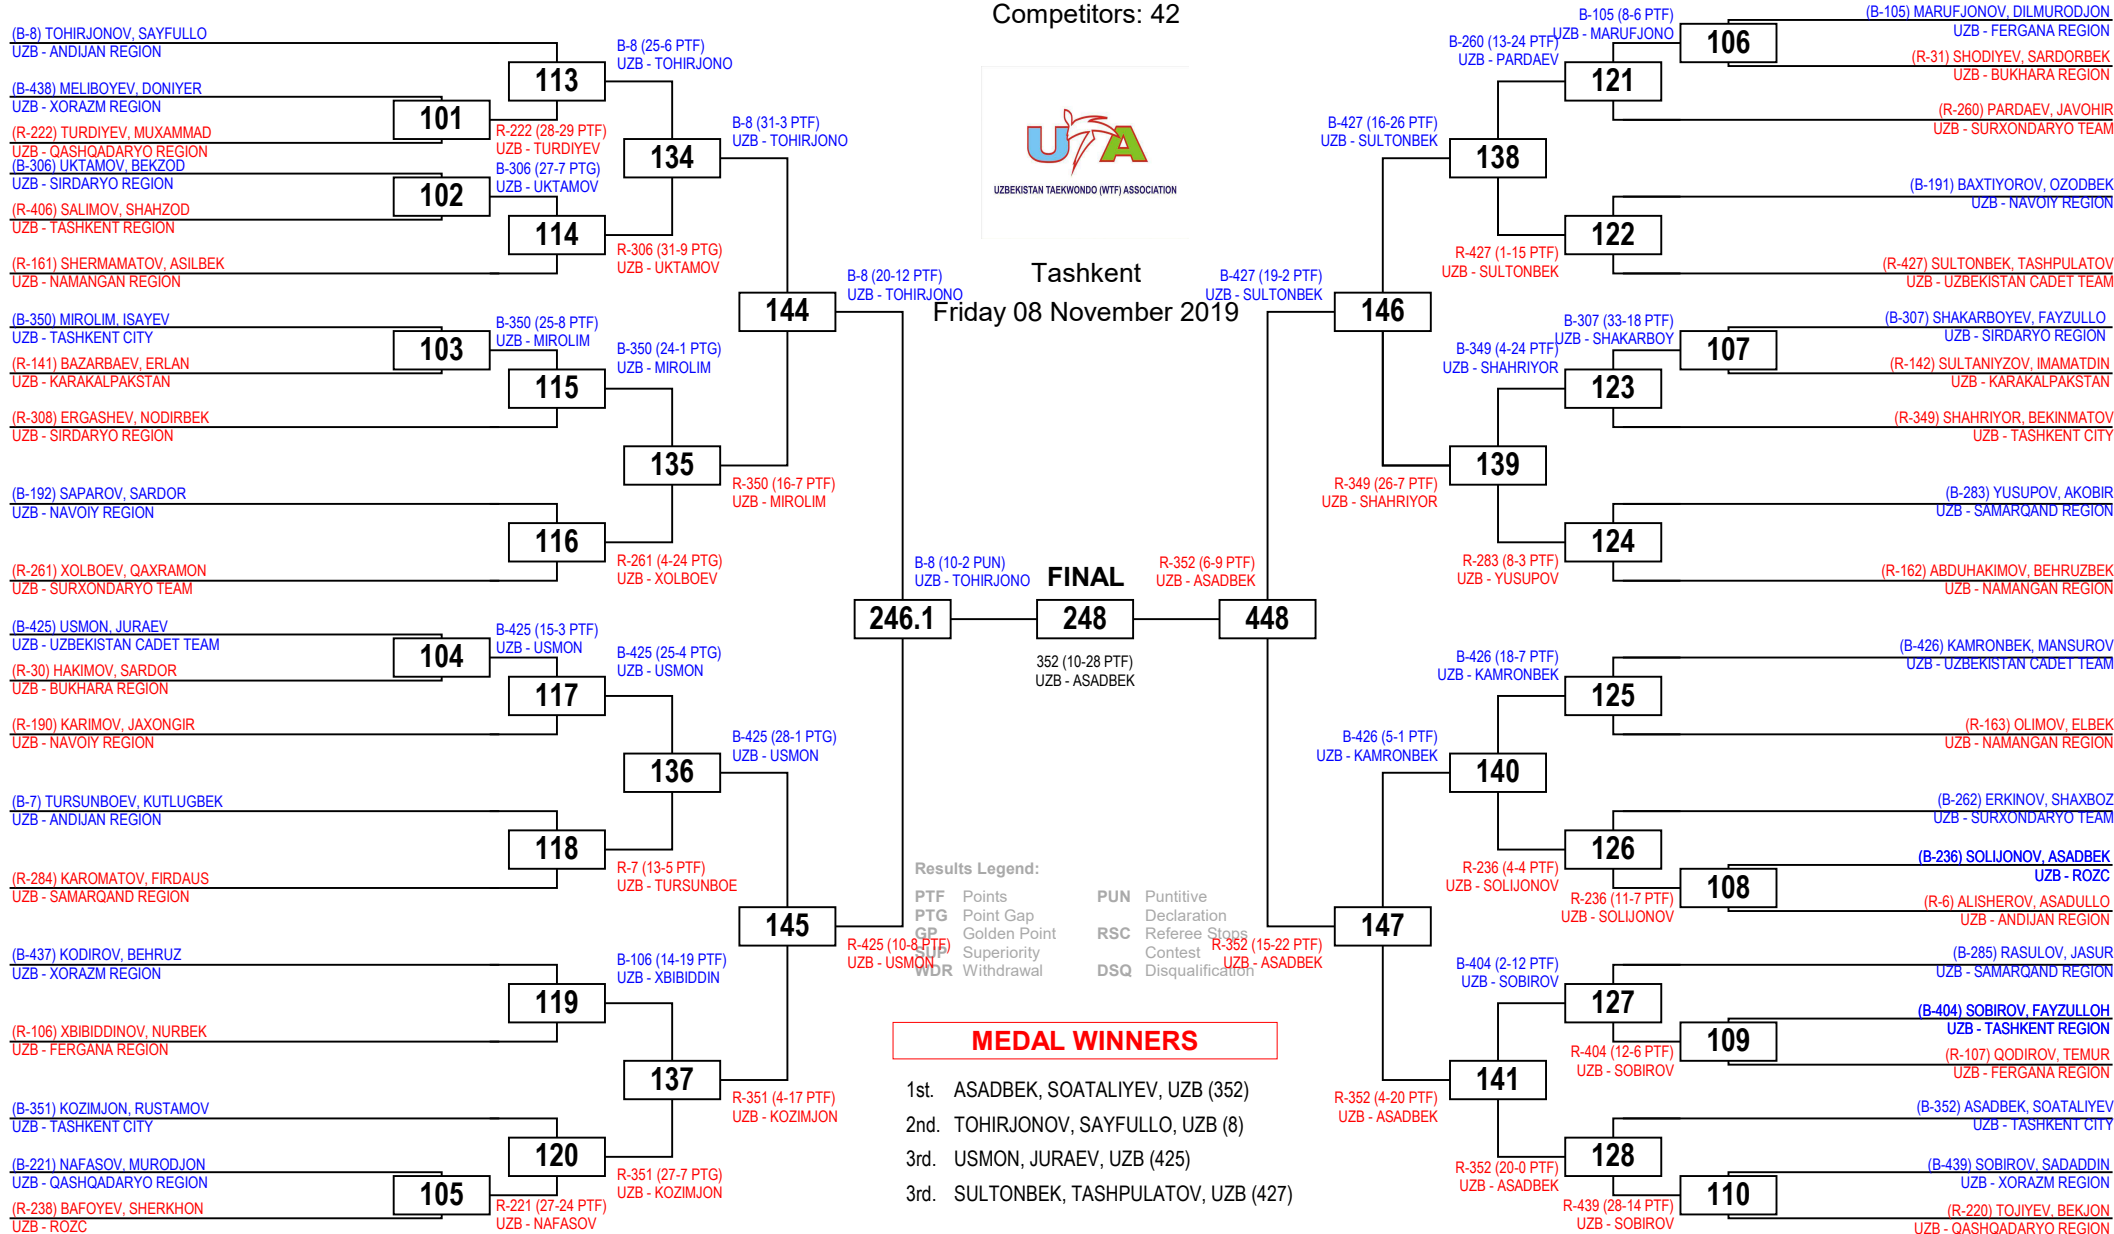 Competitors: 42
(B-8) TOHIRJONOV, SAYFULLO
UZB - ANDIJAN REGION
(B-438) MELIBOYEV, DONIYER
UZB - XORAZM REGION
(R-222) TURDIYEV, MUXAMMAD
UZB - QASHQADARYO REGION
(B-306) UKTAMOV, BEKZOD
UZB - SIRDARYO REGION
(R-406) SALIMOV, SHAHZOD
UZB - TASHKENT REGION
(R-161) SHERMAMATOV, ASILBEK
UZB - NAMANGAN REGION
(B-350) MIROLIM, ISAYEV
UZB - TASHKENT CITY
(R-141) BAZARBAEV, ERLAN
UZB - KARAKALPAKSTAN
(R-308) ERGASHEV, NODIRBEK
UZB - SIRDARYO REGION
(B-192) SAPAROV, SARDOR
UZB - NAVOIY REGION
(R-261) XOLBOEV, QAXRAMON
UZB - SURXONDARYO TEAM
(B-425) USMON, JURAEV
UZB - UZBEKISTAN CADET TEAM
(R-30) HAKIMOV, SARDOR
UZB - BUKHARA REGION
(R-190) KARIMOV, JAXONGIR
UZB - NAVOIY REGION
(B-7) TURSUNBOEV, KUTLUGBEK
UZB - ANDIJAN REGION
(R-284) KAROMATOV, FIRDAUS
UZB - SAMARQAND REGION
(B-437) KODIROV, BEHRUZ
UZB - XORAZM REGION
(R-106) XBIBIDDINOV, NURBEK
UZB - FERGANA REGION
(B-351) KOZIMJON, RUSTAMOV
UZB - TASHKENT CITY
(B-221) NAFASOV, MURODJON
UZB - QASHQADARYO REGION
(R-238) BAFOYEV, SHERKHON
UZB - ROZC
101
102
103
104
105
R-222 (28-29 PTF)
UZB - TURDIYEV
B-306 (27-7 PTG)
UZB - UKTAMOV
B-350 (25-8 PTF)
UZB - MIROLIM
B-425 (15-3 PTF)
UZB - USMON
R-221 (27-24 PTF)
UZB - NAFASOV
113
114
115
116
117
118
119
120
B-8 (25-6 PTF)
UZB - TOHIRJONO
R-306 (31-9 PTG)
UZB - UKTAMOV
B-350 (24-1 PTG)
UZB - MIROLIM
R-261 (4-24 PTG)
UZB - XOLBOEV
B-425 (25-4 PTG)
UZB - USMON
R-7 (13-5 PTF)
UZB - TURSUNBOE
B-106 (14-19 PTF)
UZB - XBIBIDDIN
R-351 (27-7 PTG)
UZB - KOZIMJON
134
135
136
137
B-8 (31-3 PTF)
UZB - TOHIRJONO
R-350 (16-7 PTF)
UZB - MIROLIM
B-425 (28-1 PTG)
UZB - USMON
R-351 (4-17 PTF)
UZB - KOZIMJON
144
145
B-8 (20-12 PTF)
UZB - TOHIRJONO
R-425 (10-8 PTF)
UZB - USMON
246.1
B-8 (10-2 PUN)
UZB - TOHIRJONO
UTA
UZBEKISTAN TAEKWONDO (WTF) ASSOCIATION
Tashkent
Friday 08 November 2019
FINAL
248
352 (10-28 PTF)
UZB - ASADBEK
R-352 (6-9 PTF)
UZB - ASADBEK
448
B-427 (19-2 PTF)
UZB - SULTONBEK
R-352 (15-22 PTF)
UZB - ASADBEK
146
147
B-427 (16-26 PTF)
UZB - SULTONBEK
R-349 (26-7 PTF)
UZB - SHAHRIYOR
B-426 (5-1 PTF)
UZB - KAMRONBEK
R-352 (4-20 PTF)
UZB - ASADBEK
138
139
140
141
B-260 (13-24 PTF)
UZB - PARDAEV
R-427 (1-15 PTF)
UZB - SULTONBEK
B-349 (4-24 PTF)
UZB - SHAHRIYOR
R-283 (8-3 PTF)
UZB - YUSUPOV
B-426 (18-7 PTF)
UZB - KAMRONBEK
R-236 (4-4 PTF)
UZB - SOLIJONOV
B-404 (2-12 PTF)
UZB - SOBIROV
R-352 (20-0 PTF)
UZB - ASADBEK
121
122
123
124
125
126
127
128
B-105 (8-6 PTF)
UZB - MARUFJONO
B-307 (33-18 PTF)
UZB - SHAKARBOY
R-236 (11-7 PTF)
UZB - SOLIJONOV
R-404 (12-6 PTF)
UZB - SOBIROV
R-439 (28-14 PTF)
UZB - SOBIROV
106
107
108
109
110
(B-105) MARUFJONOV, DILMURODJON
UZB - FERGANA REGION
(R-31) SHODIYEV, SARDORBEK
UZB - BUKHARA REGION
(R-260) PARDAEV, JAVOHIR
UZB - SURXONDARYO TEAM
(B-191) BAXTIYOROV, OZODBEK
UZB - NAVOIY REGION
(R-427) SULTONBEK, TASHPULATOV
UZB - UZBEKISTAN CADET TEAM
(B-307) SHAKARBOYEV, FAYZULLO
UZB - SIRDARYO REGION
(R-142) SULTANIYZOV, IMAMATDIN
UZB - KARAKALPAKSTAN
(R-349) SHAHRIYOR, BEKINMATOV
UZB - TASHKENT CITY
(B-283) YUSUPOV, AKOBIR
UZB - SAMARQAND REGION
(R-162) ABDUHAKIMOV, BEHRUZBEK
UZB - NAMANGAN REGION
(B-426) KAMRONBEK, MANSUROV
UZB - UZBEKISTAN CADET TEAM
(R-163) OLIMOV, ELBEK
UZB - NAMANGAN REGION
(B-262) ERKINOV, SHAXBOZ
UZB - SURXONDARYO TEAM
(B-236) SOLIJONOV, ASADBEK
UZB - ROZC
(R-6) ALISHEROV, ASADULLO
UZB - ANDIJAN REGION
(B-285) RASULOV, JASUR
UZB - SAMARQAND REGION
(B-404) SOBIROV, FAYZULLOH
UZB - TASHKENT REGION
(R-107) QODIROV, TEMUR
UZB - FERGANA REGION
(B-352) ASADBEK, SOATALIYEV
UZB - TASHKENT CITY
(B-439) SOBIROV, SADADDIN
UZB - XORAZM REGION
(R-220) TOJIYEV, BEKJON
UZB - QASHQADARYO REGION
Results Legend:
PTF Points
PTG Point Gap
GP Golden Point
SUP Superiority
WDR Withdrawal
PUN Puntitive
Declaration
RSC Referee Stops
Contest
DSQ Disqualification
MEDAL WINNERS
1st. ASADBEK, SOATALIYEV, UZB (352)
2nd. TOHIRJONOV, SAYFULLO, UZB (8)
3rd. USMON, JURAEV, UZB (425)
3rd. SULTONBEK, TASHPULATOV, UZB (427)